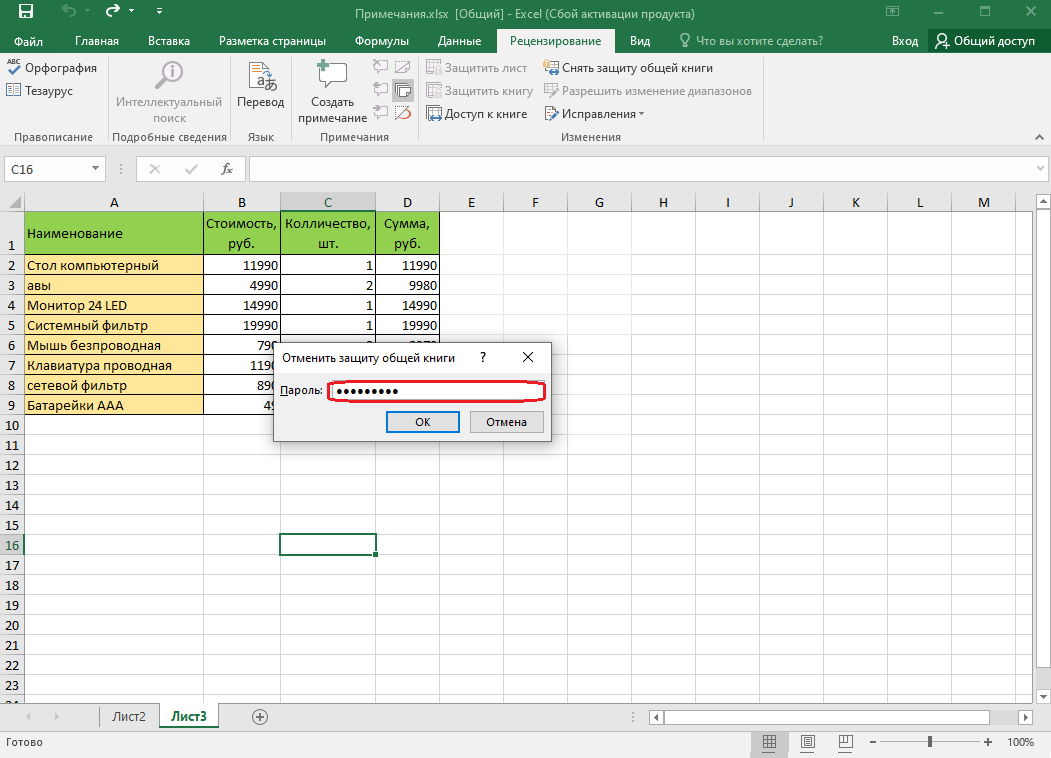 Примечания.xlsx [Общий] - Excel (Сбой активации продукта)
Файл Главная Вставка Разметка страницы Формулы Данные Рецензирование Вид Что вы хотите сделать? Вход Общий доступ
ABC Орфография
Тезаурус
Правописание
Интеллектуальный
поиск
Подробные сведения
Перевод
Язык
Создать
примечание
Примечания
Защитить лист
Защитить книгу
Доступ к книге
Снять защиту общей книги
Разрешить изменение диапазонов
Исправления
Изменения
C16 fx
A B C D E F G H I J K L M
1 Наименование Стоимость, руб. Колличество, шт. Сумма, руб.
2 Стол компьютерный 11990 1 11990
3 авы 4990 2 9980
4 Монитор 24 LED 14990 1 14990
5 Системный фильтр 19990 1 19990
6 Мышь безпроводная 790
7 Клавиатура проводная 1190
8 сетевой фильтр 890
9 Батарейки ААА 49
Отменить защиту общей книги ?
Пароль:
ОК Отмена
10
11
12
13
14
15
16
17
18
19
20
21
22
23
Лист2 Лист3
Готово 100%